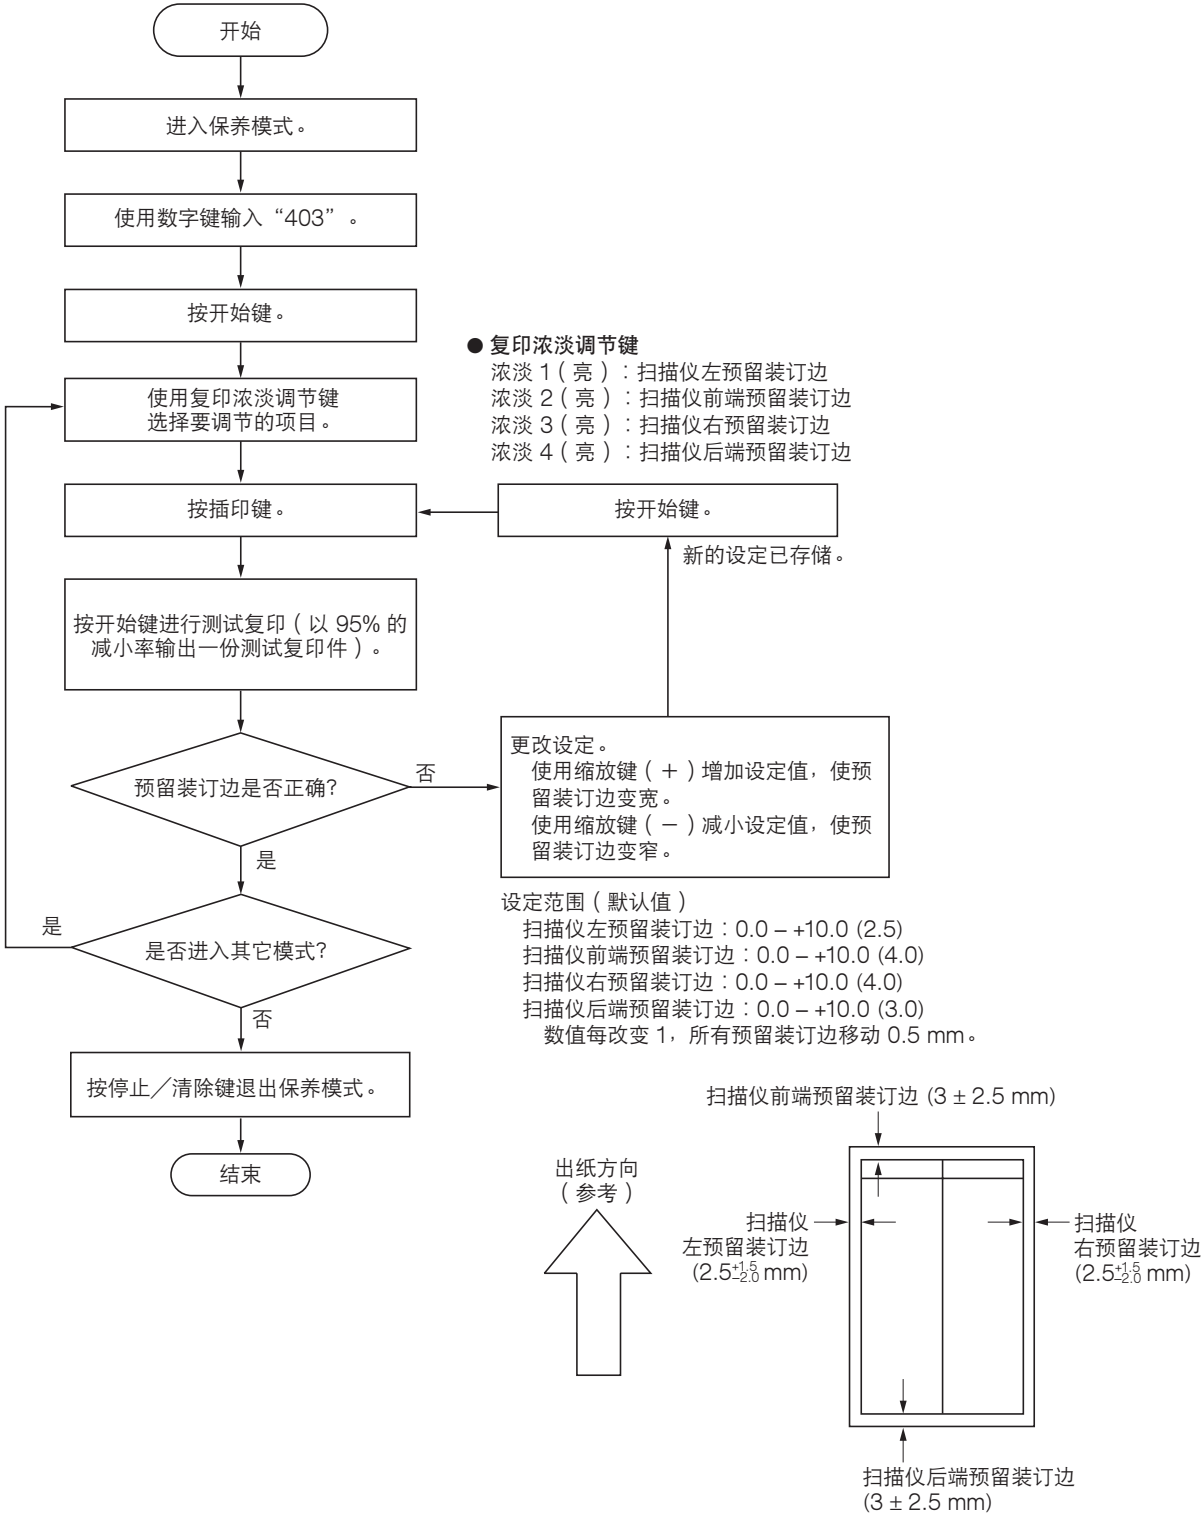 开始
进入保养模式。
使用数字键输入“403”。
按开始键。
使用复印浓淡调节键
选择要调节的项目。
● 复印浓淡调节键
浓淡 1（亮）：扫描仪左预留装订边
浓淡 2（亮）：扫描仪前端预留装订边
浓淡 3（亮）：扫描仪右预留装订边
浓淡 4（亮）：扫描仪后端预留装订边
按插印键。
按开始键。
新的设定已存储。
按开始键进行测试复印（以 95% 的
减小率输出一份测试复印件）。
预留装订边是否正确？
否
是
更改设定。
使用缩放键（＋）增加设定值，使预
留装订边变宽。
使用缩放键（－）减小设定值，使预
留装订边变窄。
设定范围（默认值）
扫描仪左预留装订边：0.0 – +10.0 (2.5)
扫描仪前端预留装订边：0.0 – +10.0 (4.0)
扫描仪右预留装订边：0.0 – +10.0 (4.0)
扫描仪后端预留装订边：0.0 – +10.0 (3.0)
数值每改变 1，所有预留装订边移动 0.5 mm。
是
是否进入其它模式？
否
按停止／清除键退出保养模式。
结束
扫描仪前端预留装订边 (3 ± 2.5 mm)
出纸方向
（参考）
扫描仪
左预留装订边
(2.5+1.5–2.0 mm)
扫描仪
右预留装订边
(2.5+1.5–2.0 mm)
扫描仪后端预留装订边
(3 ± 2.5 mm)